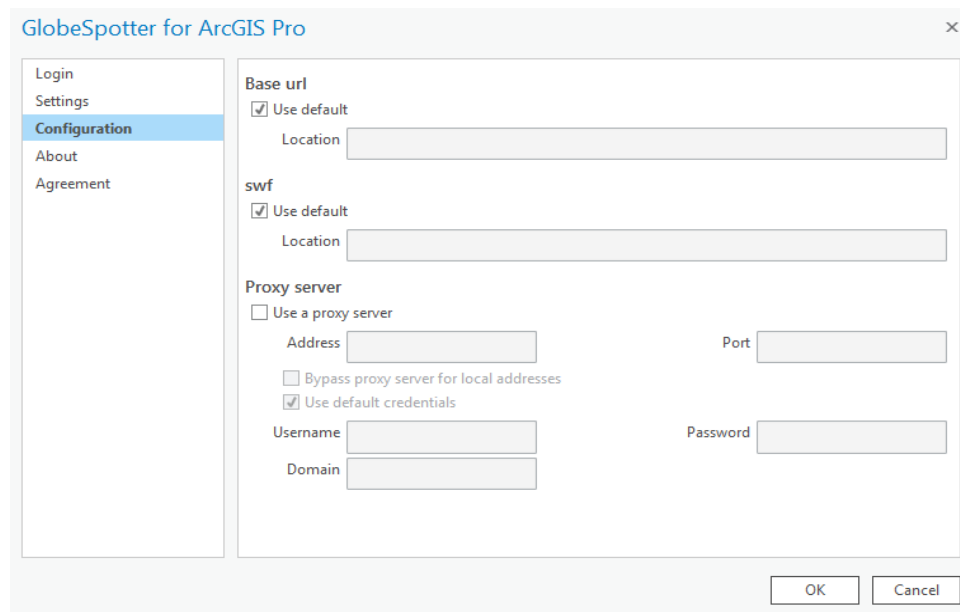 GlobeSpotter for ArcGIS Pro
Login
Settings
Configuration
About
Agreement
Base url
Use default
Location
swf
Use default
Location
Proxy server
Use a proxy server
Address
Port
Bypass proxy server for local addresses
Use default credentials
Username
Password
Domain
OK
Cancel